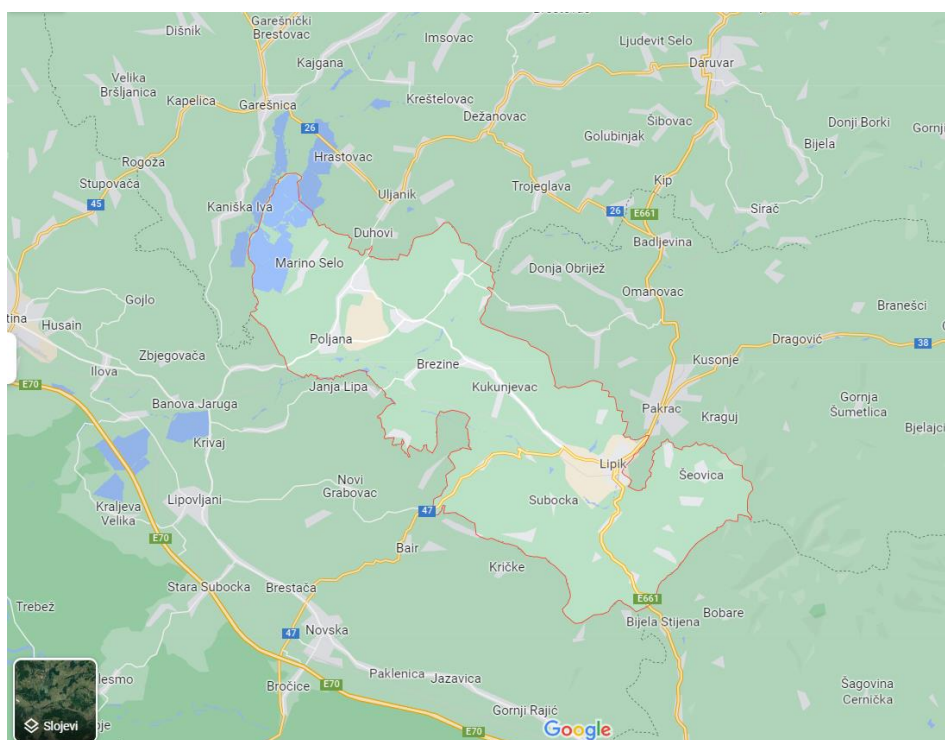 Dišnik
Garešnički
Brestovac
Imsovac
Ljudevit Selo
Daruvar
Kajgana
Velika
Bršljanica
Kapelica
Garešnica
Kreštelovac
Dežanovac
Golubinjak
Šibovac
Donji Borki
Bijela
26
Hrastovac
Rogoža
Stupovača
Uljanik
Trojeglava
Kip
45
Kaniška Iva
26
E661
Sirač
Duhovi
Badljevina
Marino Selo
Donja Obrijež
Omanovac
Gojlo
Branešci
Husain
Dragović
38
Zbjegovača
Poljana
Kusonje
Ilova
Brezine
E70
Janja Lipa
Kukunjevac
Banova Jaruga
Pakrac
Kraguj
Gornja
Šumetlica
Krivaj
Lipik
Šeovica
Novi
Grabovac
Lipovljani
Subocka
Kraljeva
Velika
47
E70
Bair
Kričke
Stara Subocka
Brestača
E661
Trebež
Bobare
Bijela Stijena
47
Novska
Paklenica
Jazavica
E70
Bročice
Šagovina
Cernička
Gornji Rajić
Slojevi
Google
E70